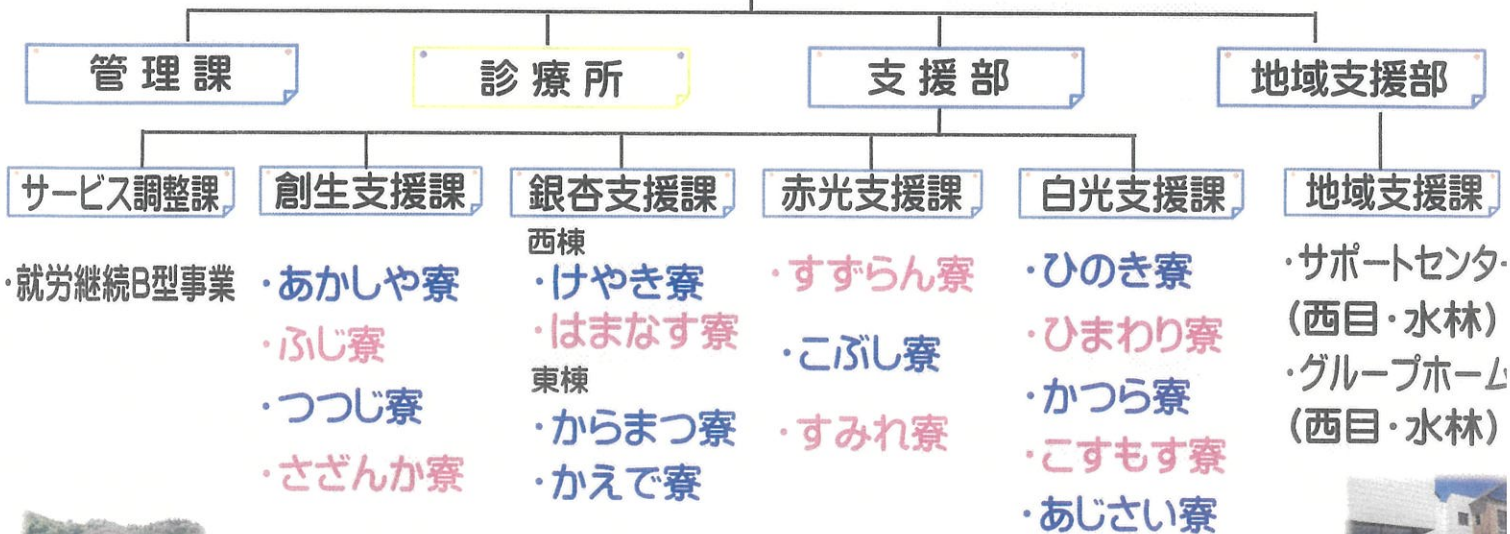 管理課
診療所
支援部
地域支援部
サービス調整課
・就労継続B型事業
創生支援課
・あかしや寮
・ふじ寮
・つつじ寮
・さざんか寮
銀杏支援課
西棟
・けやき寮
・はまなす寮
東棟
・からまつ寮
・かえで寮
赤光支援課
・すずらん寮
・こぶし寮
・すみれ寮
白光支援課
・ひのき寮
・ひまわり寮
・かつら寮
・こすもす寮
・あじさい寮
地域支援課
・サポートセンター
(西目・水林)
・グループホーム
(西目・水林)